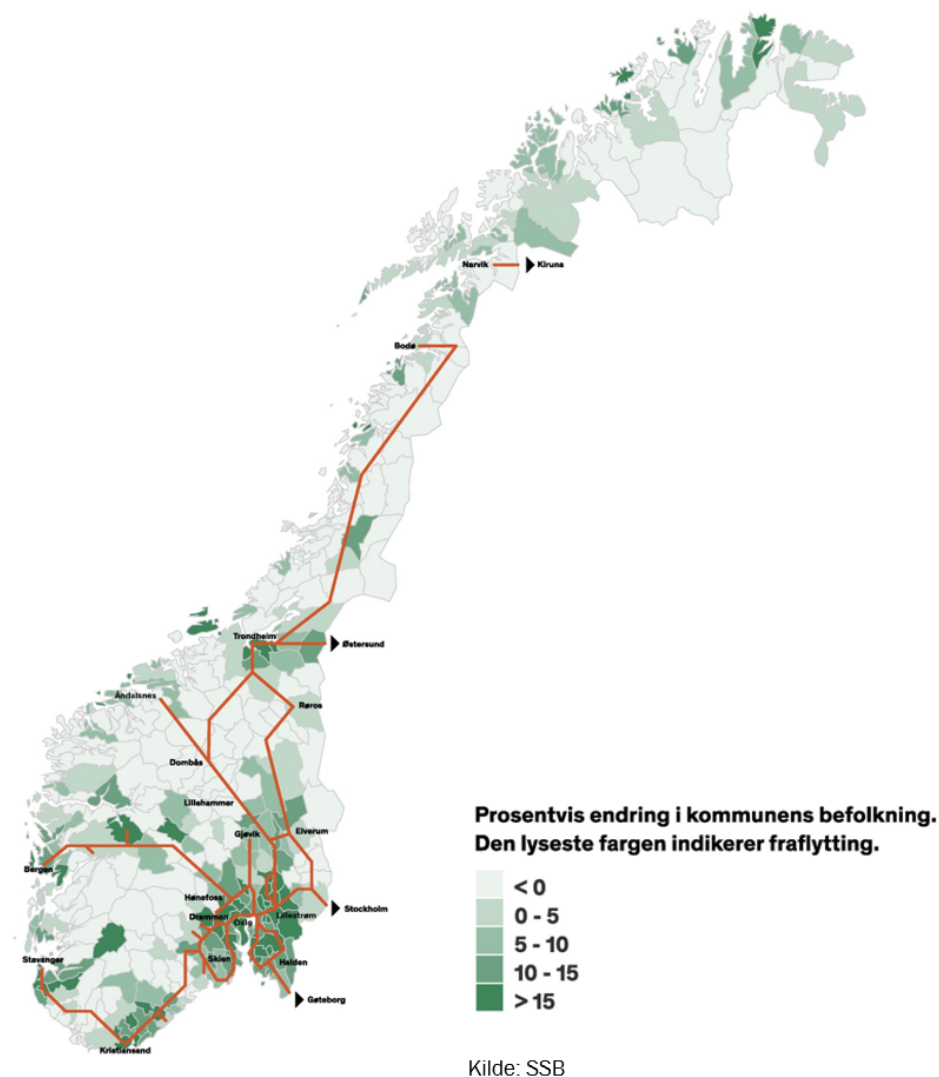 Narvik
Kiruna
Bodø
Trondheim
Østersund
Åndalsnes
Røros
Dombås
Lillehammer
Gjøvik
Elverum
Bergen
Hønefoss
Drammen
Oslo
Lillestrøm
Stockholm
Stavanger
Skien
Halden
Gøteborg
Kristiansand
Prosentvis endring i kommunens befolkning.
Den lyseste fargen indikerer fraflytting.
< 0
0 - 5
5 - 10
10 - 15
> 15
Kilde: SSB